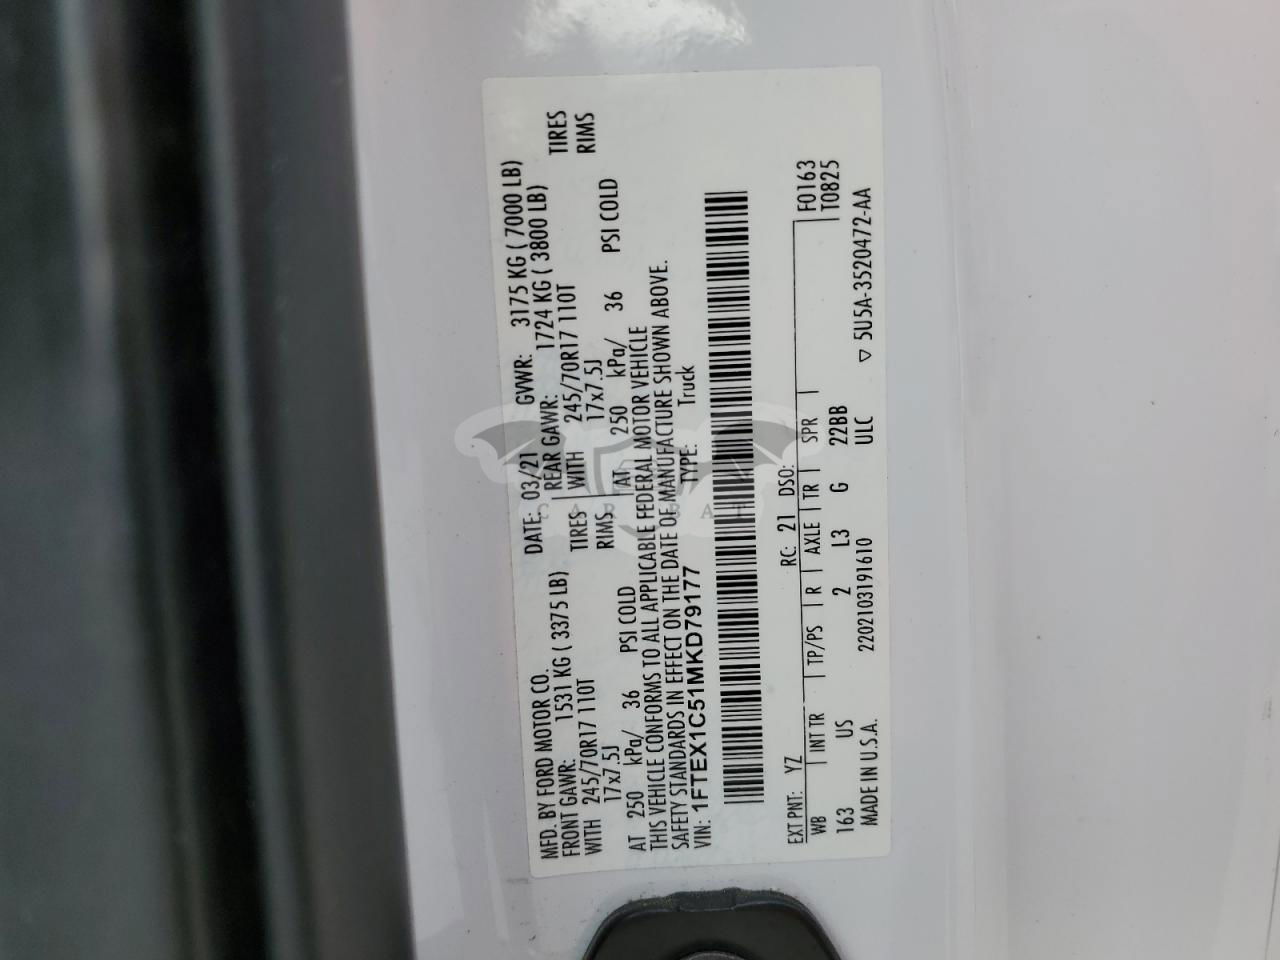 MFD. BY FORD MOTOR CO.
DATE: 03/21 GVWR: 3175 KG ( 7000 LB)
FRONT GAWR: 1531 KG ( 3375 LB) REAR GAWR: 1724 KG ( 3800 LB)
WITH 245/70R17 110T TIRES WITH 245/70R17 110T TIRES
17x7.5J RIMS 17x7.5J RIMS
AT 250 kPa/ 36 PSI COLD AT 250 kPa/ 36 PSI COLD
THIS VEHICLE CONFORMS TO ALL APPLICABLE FEDERAL MOTOR VEHICLE
SAFETY STANDARDS IN EFFECT ON THE DATE OF MANUFACTURE SHOWN ABOVE.
VIN: 1FTEX1C51MKD79177 TYPE: Truck
EXT PNT: YZ RC: 21 DSO: F0163
WB INT TR TP/PS R AXLE TR SPR T0825
163 US 2 L3 G 22BB
MADE IN U.S.A. 2202103191610 ULC ▽ 5U5A-3520472-AA
CAR BAT